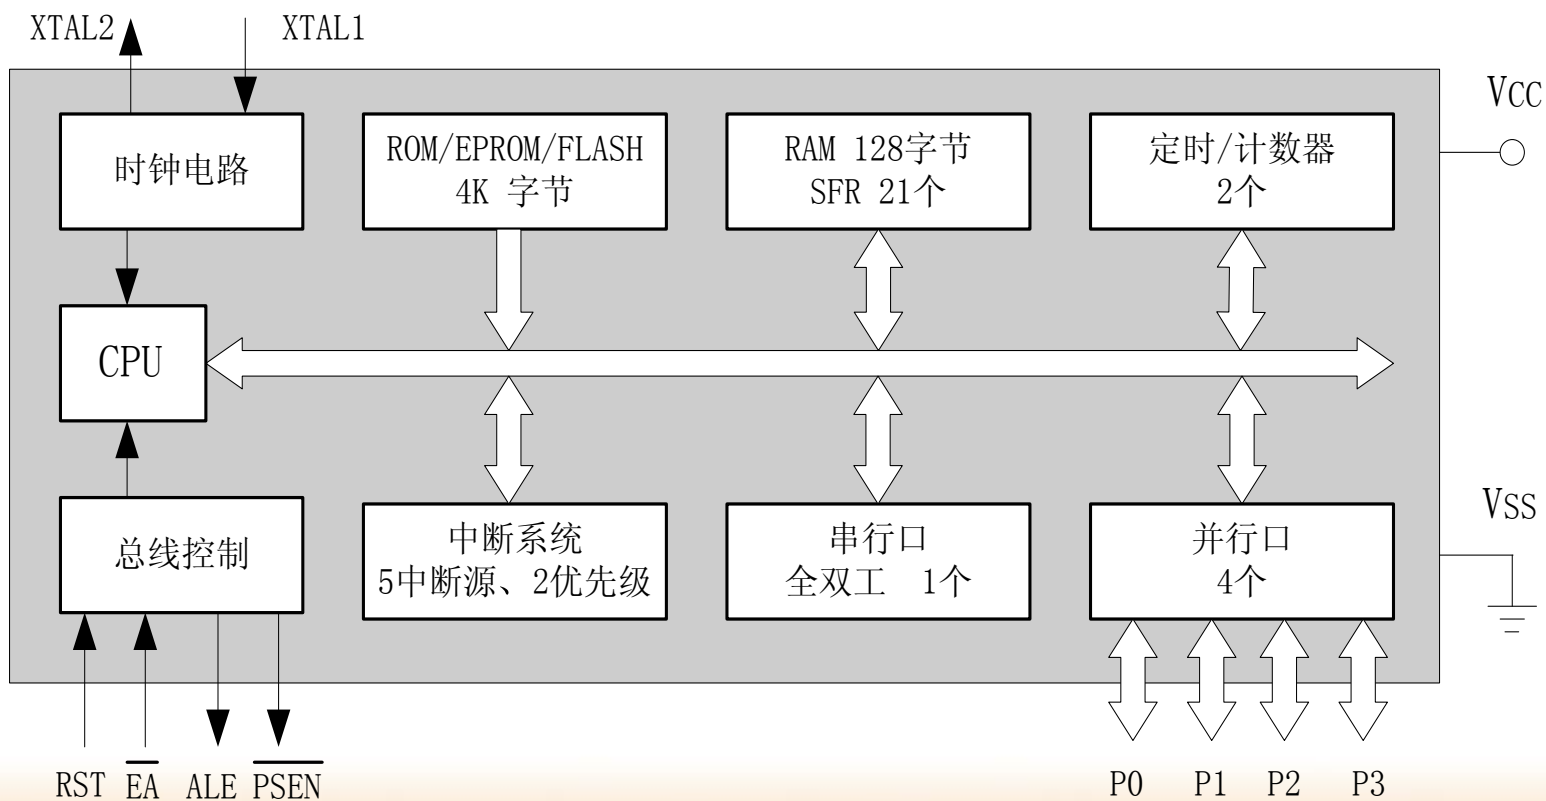 XTAL2
XTAL1
VCC
时钟电路
ROM/EPROM/FLASH
4K 字节
RAM 128字节
SFR 21个
定时/计数器
2个
CPU
VSS
总线控制
中断系统
5中断源、2优先级
串行口
全双工 1个
并行口
4个
RST
EA
ALE
PSEN
P0
P1
P2
P3